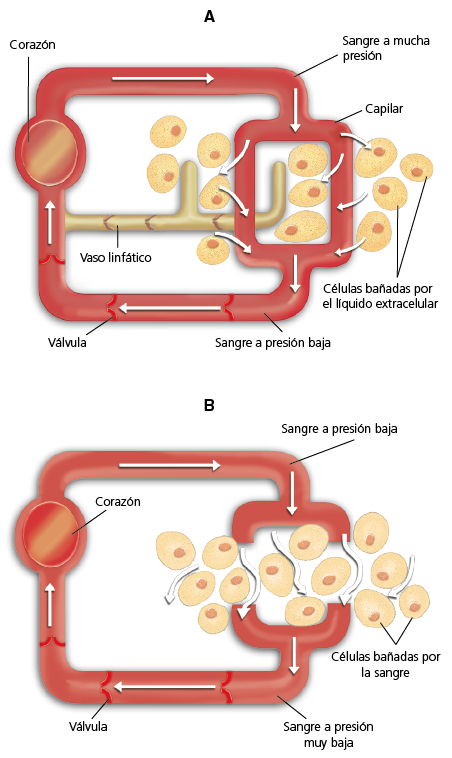 A
Corazón
Sangre a mucha
presión
Capilar
Vaso linfático
Células bañadas por
el líquido extracelular
Válvula
Sangre a presión baja
B
Sangre a presión baja
Corazón
Células bañadas por
la sangre
Válvula
Sangre a presión
muy baja